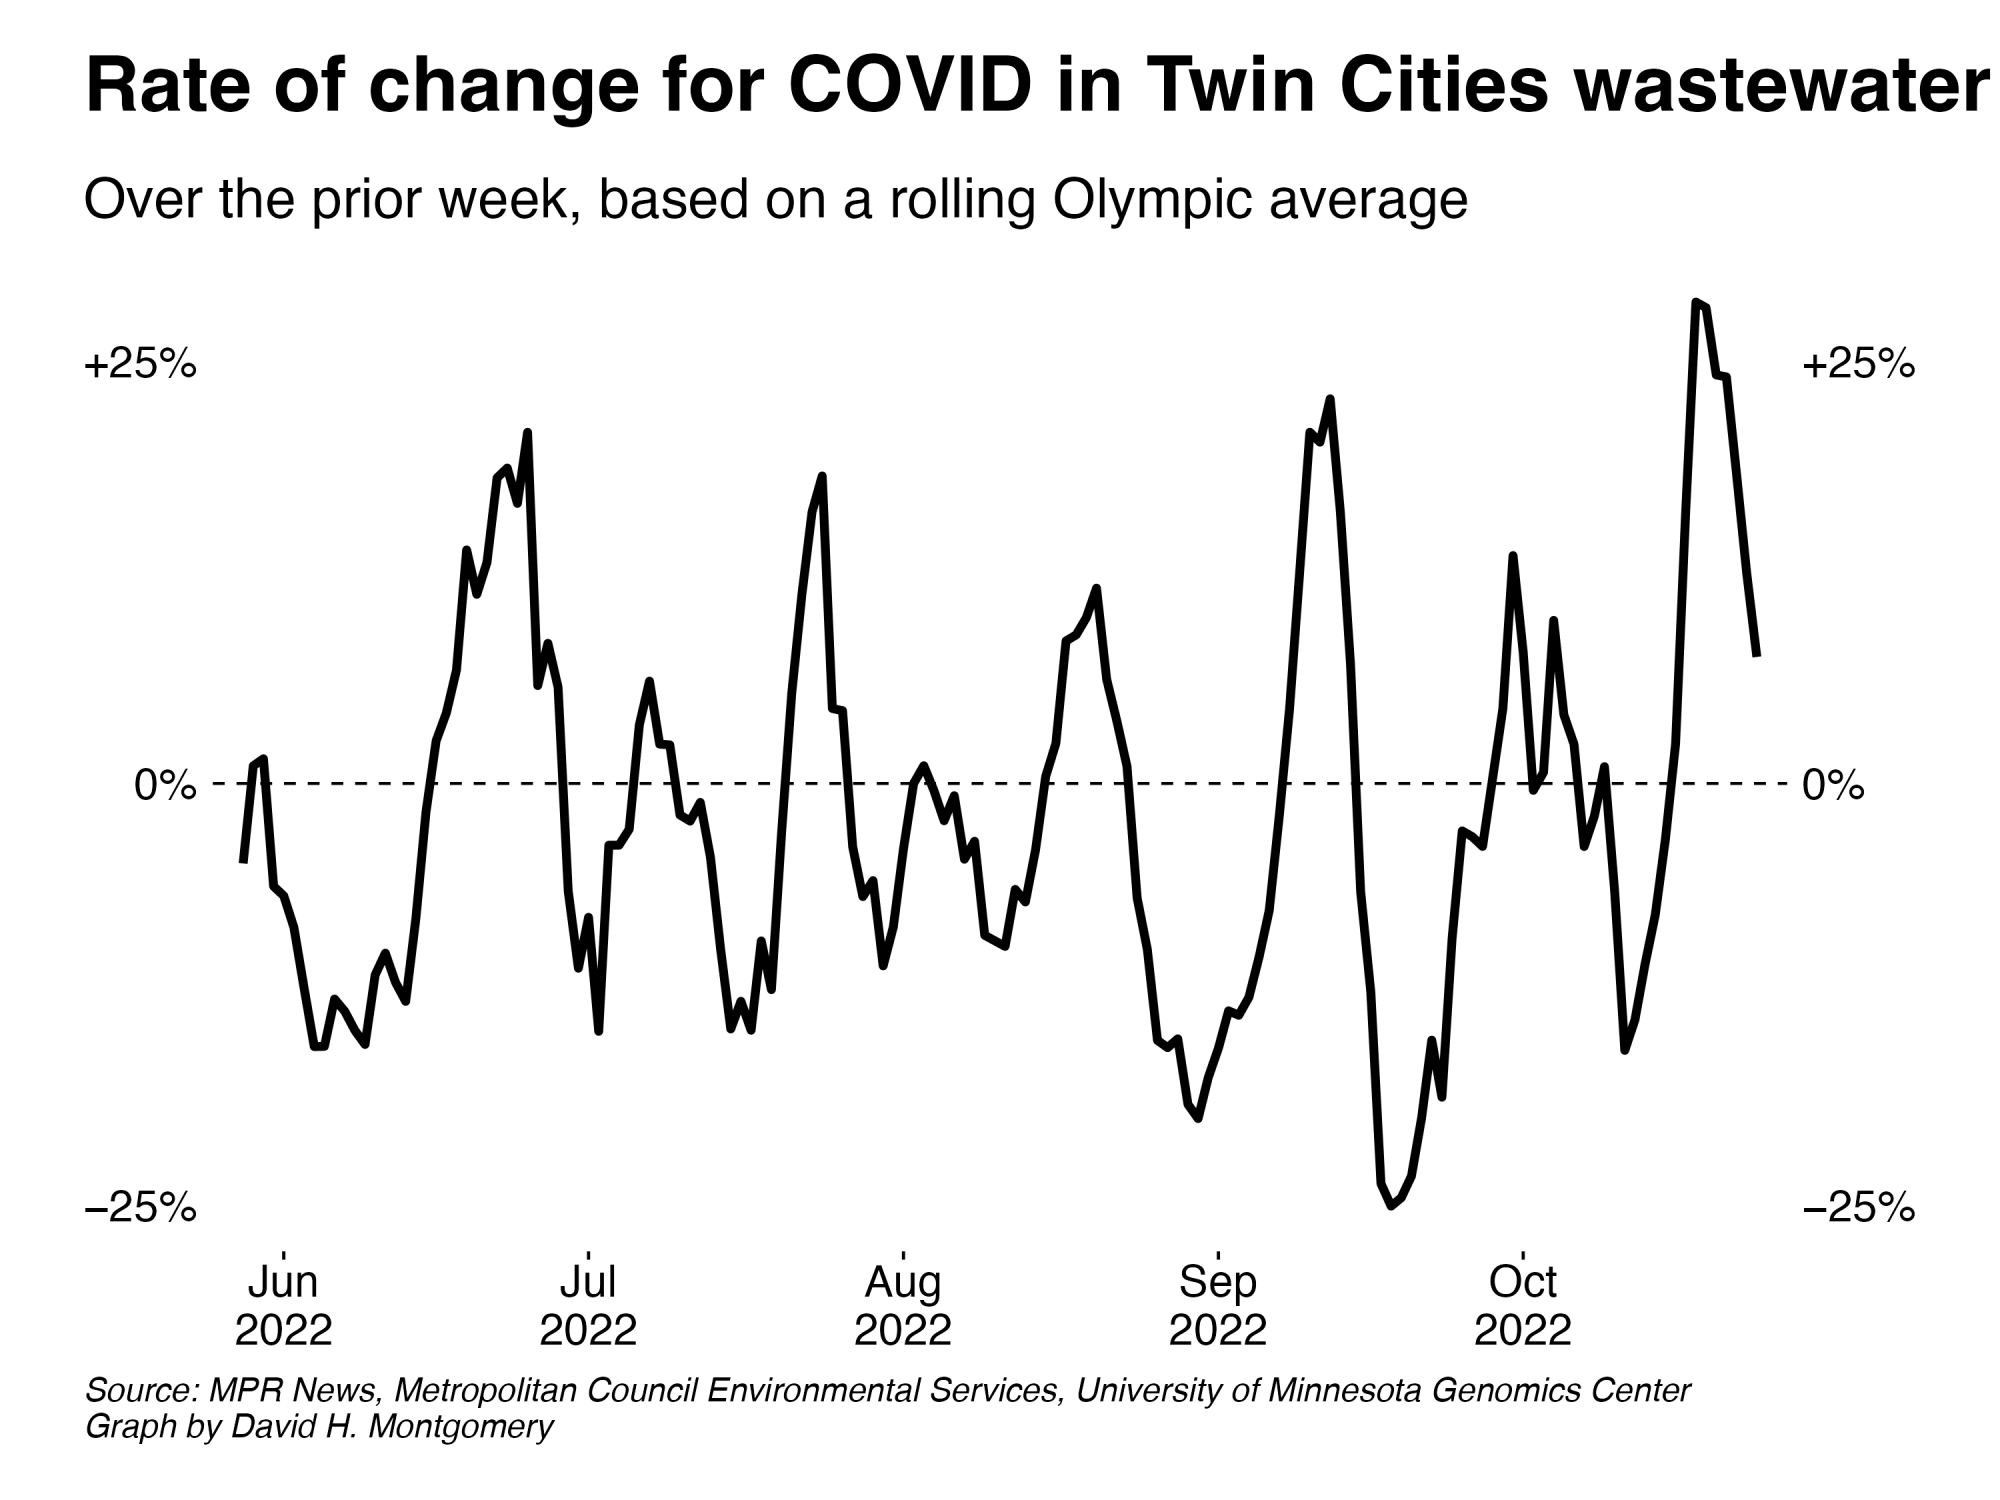 Rate of change for COVID in Twin Cities wastewater
Over the prior week, based on a rolling Olympic average
+25% +25%
0% 0%
−25% −25%
Jun Jul Aug Sep Oct
2022 2022 2022 2022 2022
Source: MPR News, Metropolitan Council Environmental Services, University of Minnesota Genomics Center
Graph by David H. Montgomery